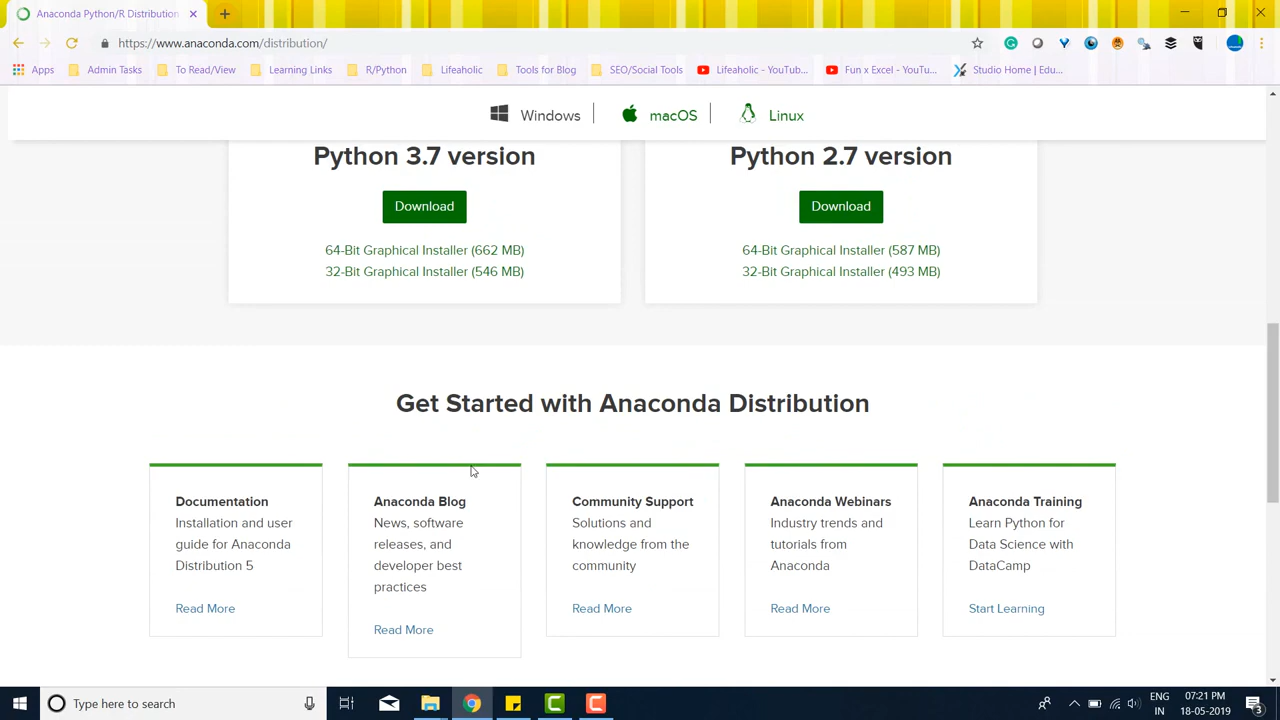 Anaconda Python/R Distribution
https://www.anaconda.com/distribution/
Apps
Admin Tasks
To Read/View
Learning Links
R/Python
Lifeaholic
Tools for Blog
SEO/Social Tools
Lifeaholic - YouTub...
Fun x Excel - YouTu...
Studio Home | Edu...
Windows
macOS
Linux
Python 3.7 version
Download
64-Bit Graphical Installer (662 MB)
32-Bit Graphical Installer (546 MB)
Python 2.7 version
Download
64-Bit Graphical Installer (587 MB)
32-Bit Graphical Installer (493 MB)
Get Started with Anaconda Distribution
Documentation
Installation and user
guide for Anaconda
Distribution 5
Read More
Anaconda Blog
News, software
releases, and
developer best
practices
Read More
Community Support
Solutions and
knowledge from the
community
Read More
Anaconda Webinars
Industry trends and
tutorials from
Anaconda
Read More
Anaconda Training
Learn Python for
Data Science with
DataCamp
Start Learning
Type here to search
ENG
IN
07:21 PM
18-05-2019
3